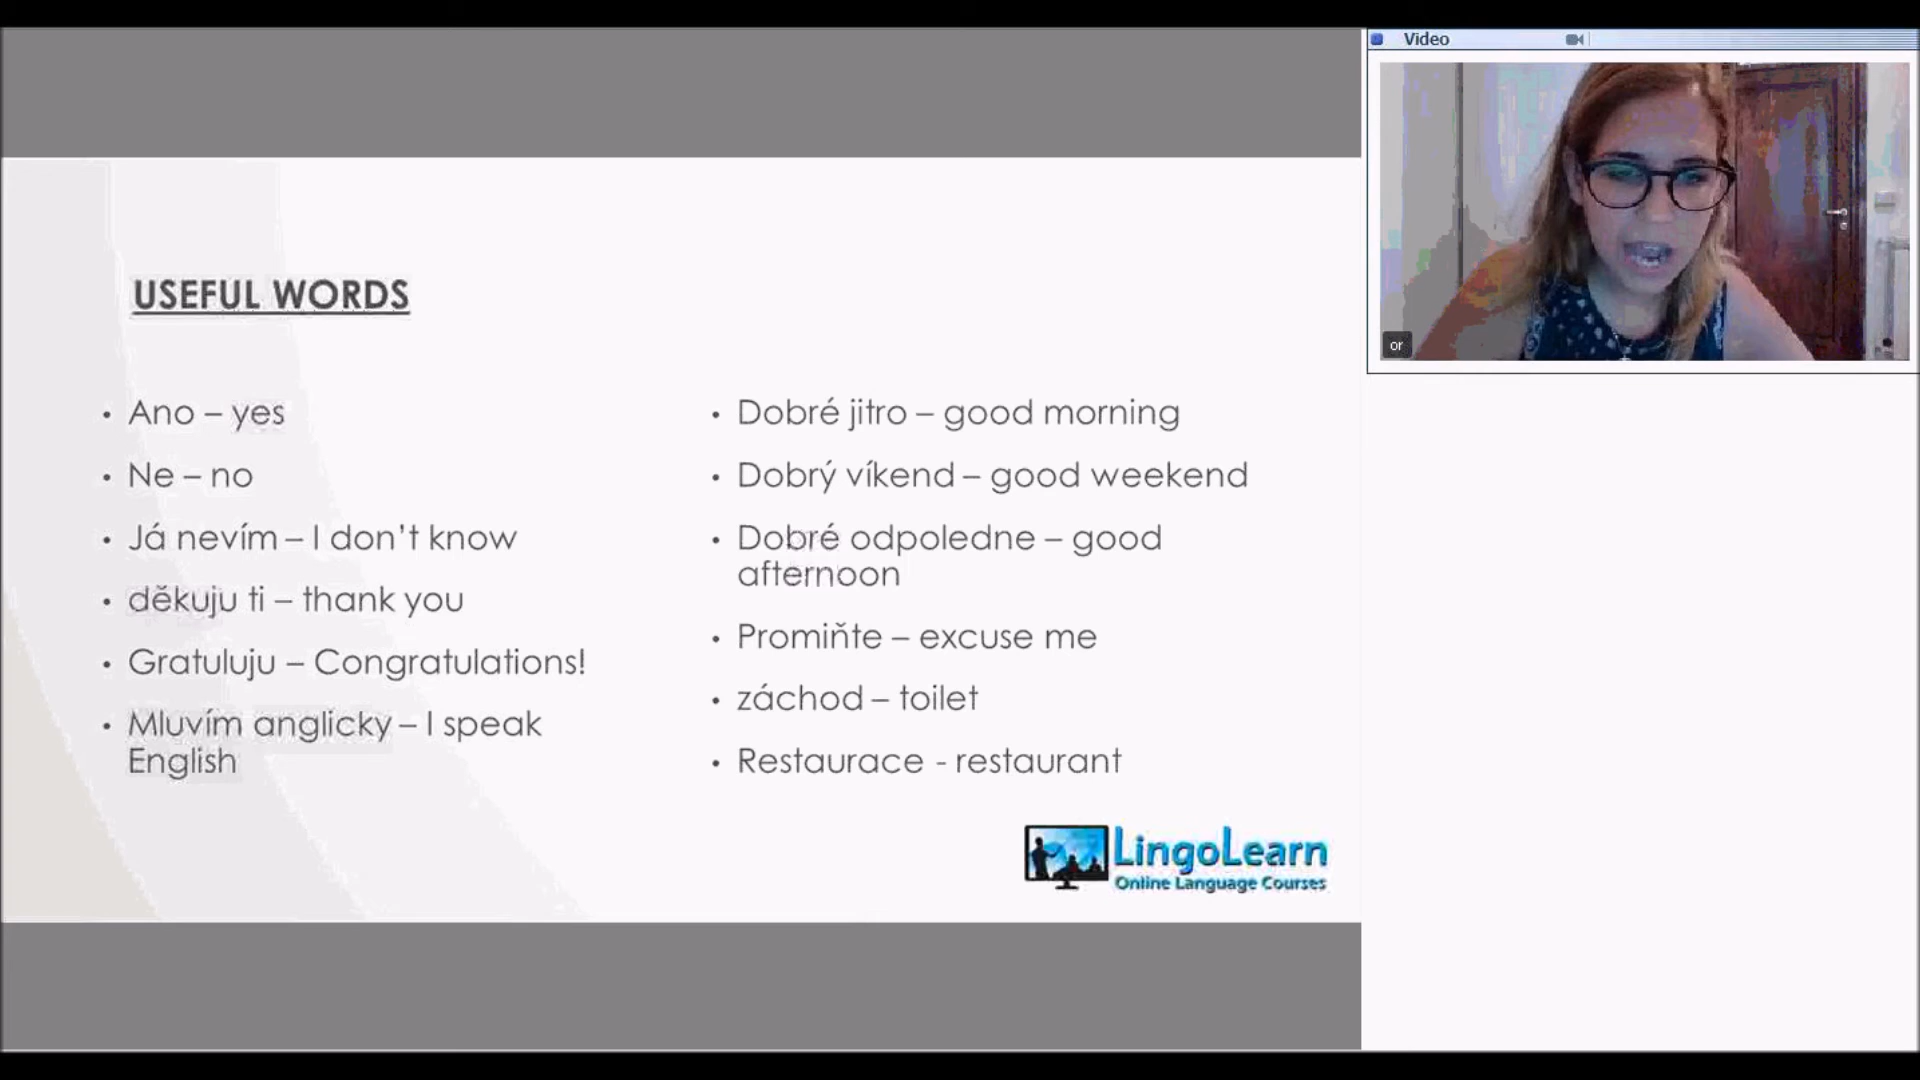 Video
or
USEFUL WORDS
• Ano – yes
• Ne – no
• Já nevím – I don't know
• děkuju ti – thank you
• Gratuluju – Congratulations!
• Mluvím anglicky – I speak
English
• Dobré jitro – good morning
• Dobrý víkend – good weekend
• Dobré odpoledne – good
afternoon
• Promiňte – excuse me
• záchod – toilet
• Restaurace - restaurant
LingoLearn
Online Language Courses